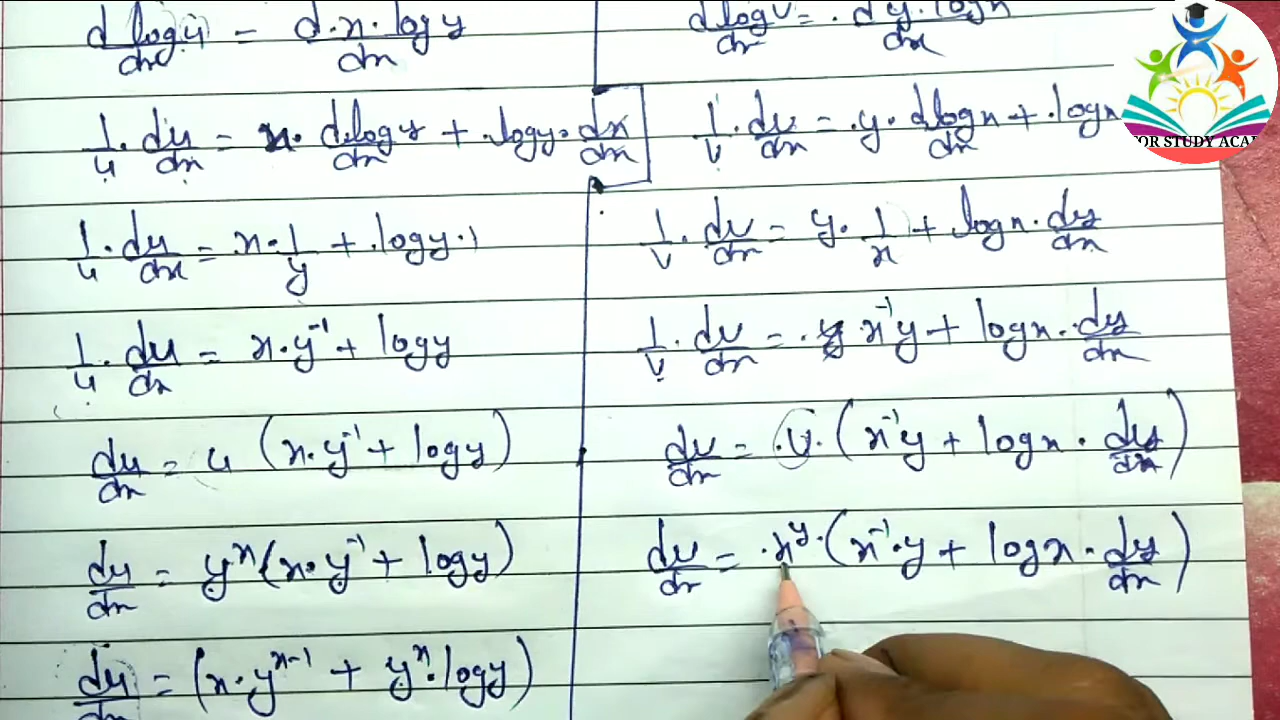 d log u/dx = d·x·log y/dx
1/u · du/dx = x· d·log y/dx + log y· dx/dx
1/u · du/dx = x· 1/y + log y·1
1/u · du/dx = x·y⁻¹ + log y
du/dx = u (x·y⁻¹ + log y)
du/dx = yˣ (x·y⁻¹ + log y)
du/dx = (x·yˣ⁻¹ + yˣ·log y)
d log v/dx = d y·log x/dx
1/v · dv/dx = y· d log x/dx + log x
1/v · dv/dx = y· 1/x + log x· dy/dx
1/v · dv/dx = x⁻¹y + log x· dy/dx
dv/dx = v· (x⁻¹y + log x · dy/dx)
dv/dx = xʸ· (x⁻¹·y + log x · dy/dx)
OR STUDY ACA